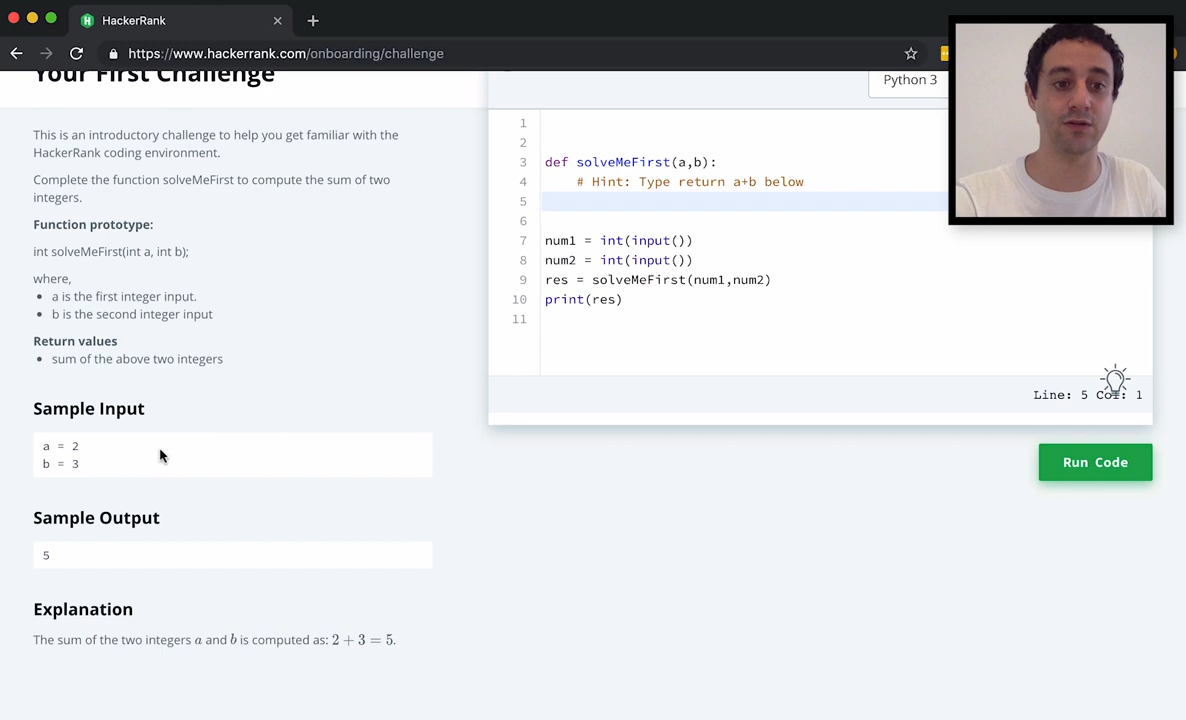 HackerRank
https://www.hackerrank.com/onboarding/challenge
Your First Challenge
This is an introductory challenge to help you get familiar with the
HackerRank coding environment.
Complete the function solveMeFirst to compute the sum of two
integers.
Function prototype:
int solveMeFirst(int a, int b);
where,
• a is the first integer input.
• b is the second integer input
Return values
• sum of the above two integers
Sample Input
a = 2
b = 3
Sample Output
5
Explanation
The sum of the two integers a and b is computed as: 2 + 3 = 5.
Python 3
1
2
3 def solveMeFirst(a,b):
4 # Hint: Type return a+b below
5
6
7 num1 = int(input())
8 num2 = int(input())
9 res = solveMeFirst(num1,num2)
10 print(res)
11
Line: 5 Col: 1
Run Code